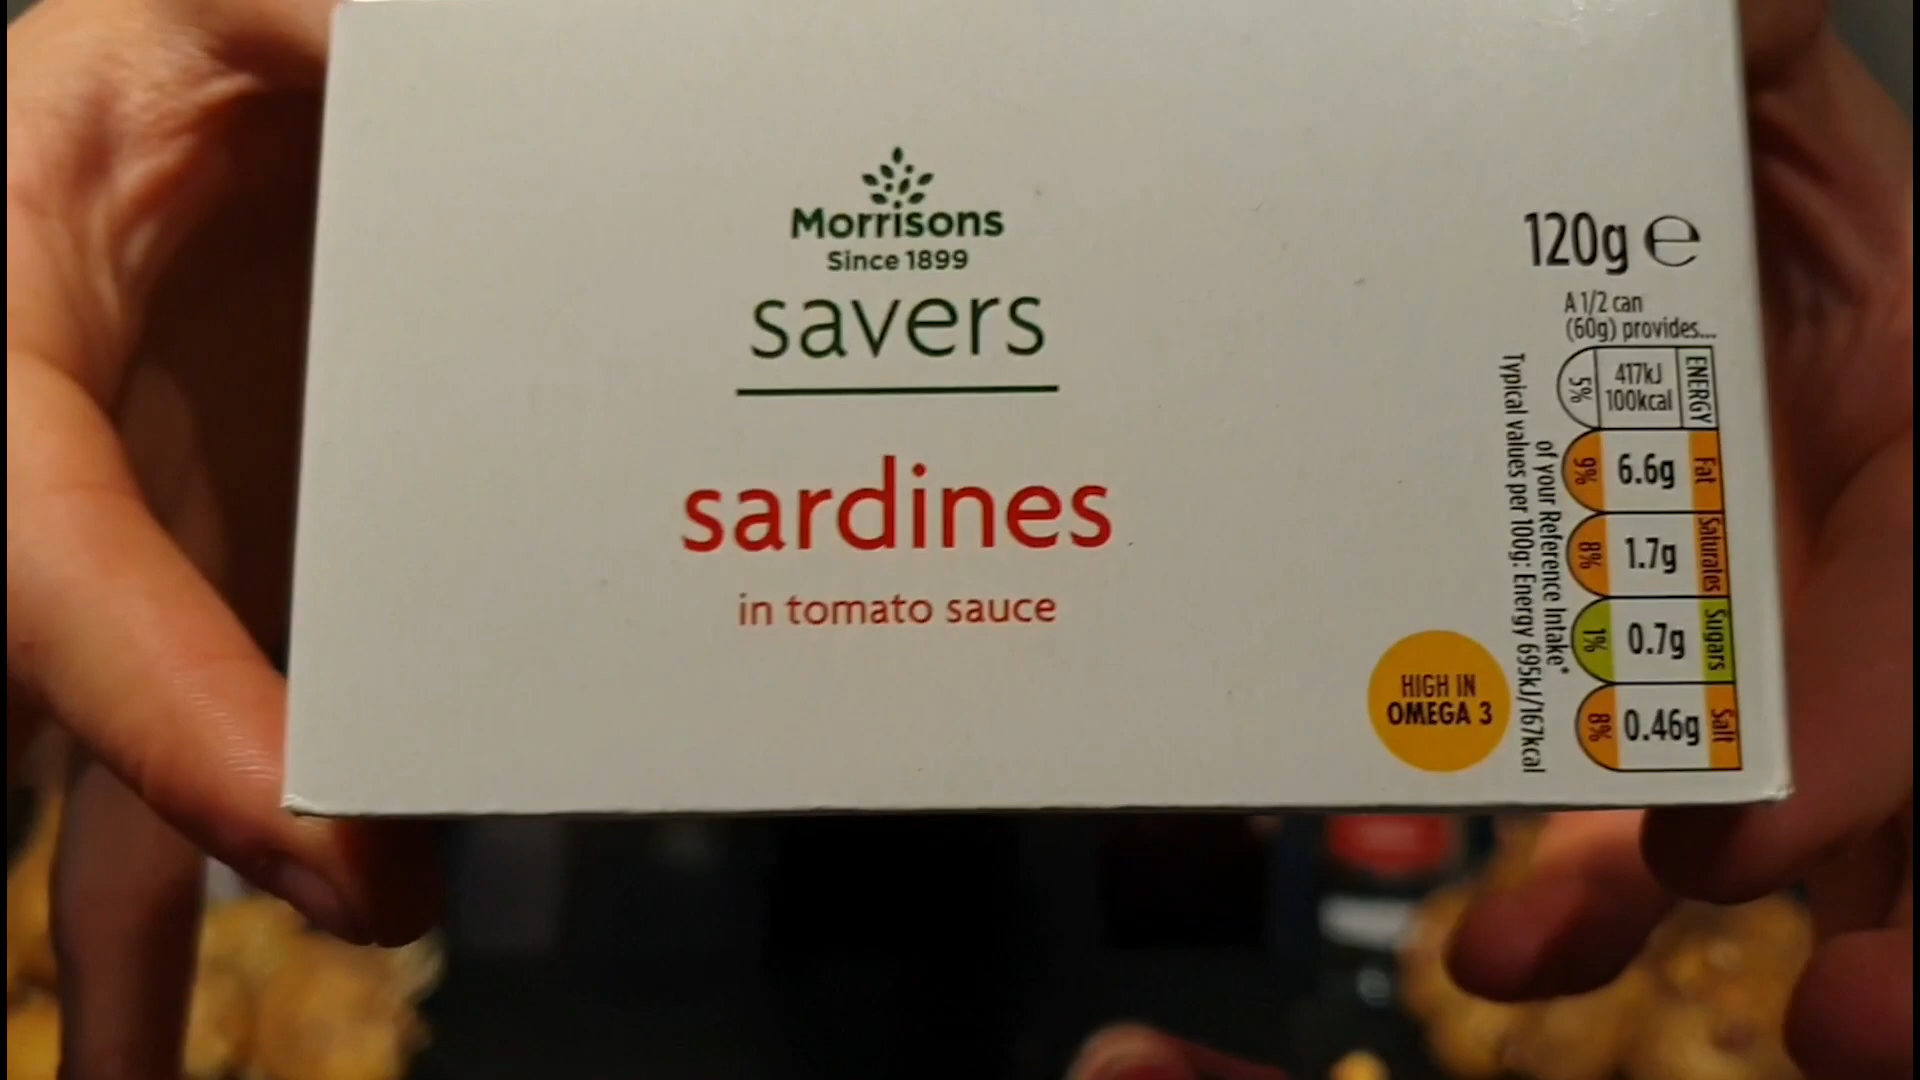 Morrisons
Since 1899
savers
sardines
in tomato sauce
HIGH IN
OMEGA 3
120g ℮
A 1/2 can
(60g) provides...
ENERGY
417kJ
100kcal
5%
Fat
6.6g
9%
Saturates
1.7g
8%
Sugars
0.7g
1%
Salt
0.46g
8%
of your Reference Intake*
Typical values per 100g: Energy 695kJ/167kcal